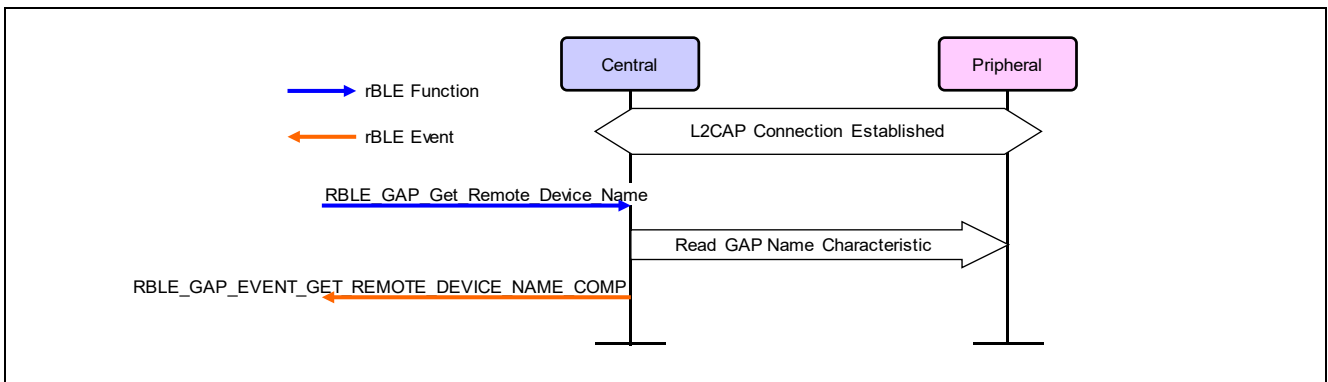 Central
Pripheral
rBLE Function
L2CAP Connection Established
rBLE Event
RBLE_GAP_Get_Remote_Device_Name
Read GAP Name Characteristic
RBLE_GAP_EVENT_GET_REMOTE_DEVICE_NAME_COMP